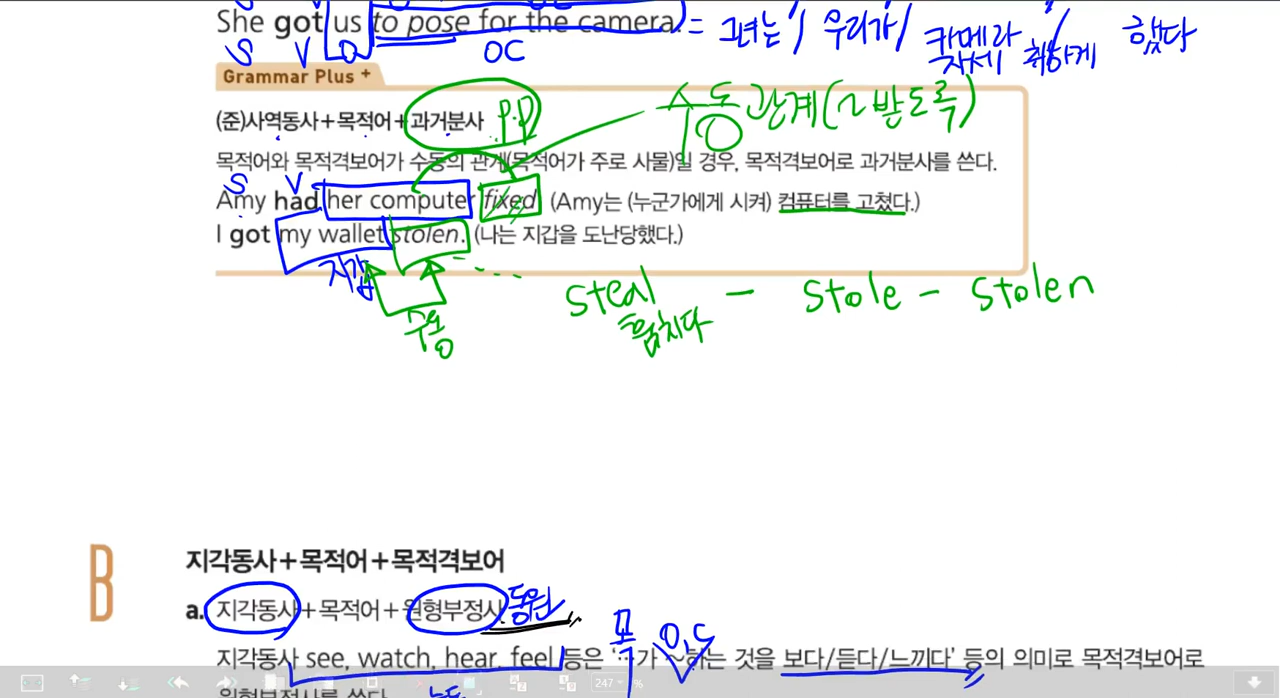 She got us to pose for the camera. = 그녀는 / 우리가 / 카메라 자세 취하게 / 했다
S V O OC
Grammar Plus +
(준)사역동사+목적어+과거분사 p.p
수동 관계(~받도록)
목적어와 목적격보어가 수동의 관계(목적어가 주로 사물)일 경우, 목적격보어로 과거분사를 쓴다.
S V
Amy had her computer fixed (Amy는 (누군가에게 시켜) 컴퓨터를 고쳤다.)
I got my wallet stolen. (나는 지갑을 도난당했다.)
지갑
steal - stole - stolen
훔치다
수동
B 지각동사+목적어+목적격보어
a. 지각동사+목적어+원형부정사 동원
목 O.C
지각동사 see, watch, hear, feel 등은 '…가 ~하는 것을 보다/듣다/느끼다' 등의 의미로 목적격보어로
원형부정사를 쓴다
247 %